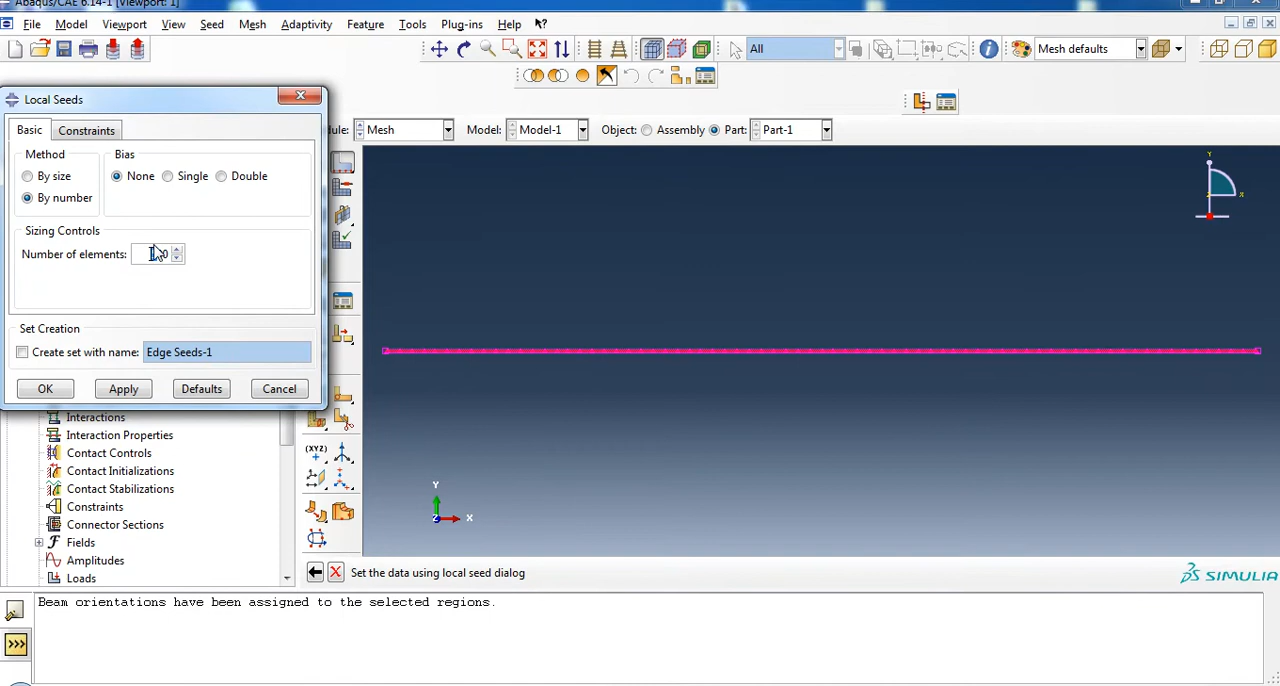 Abaqus/CAE 6.14-1 [Viewport: 1]
File Model Viewport View Seed Mesh Adaptivity Feature Tools Plug-ins Help
All
Mesh defaults
Local Seeds
Module: Mesh Model: Model-1 Object: Assembly Part: Part-1
Basic Constraints
Method Bias
By size None Single Double
By number
Sizing Controls
Number of elements:
Set Creation
Create set with name: Edge Seeds-1
OK Apply Defaults Cancel
Interactions
Interaction Properties
Contact Controls
Contact Initializations
Contact Stabilizations
Constraints
Connector Sections
Fields
Amplitudes
Loads
(XYZ)
Y
X
Y
X
Z
Set the data using local seed dialog
SIMULIA
Beam orientations have been assigned to the selected regions.
>>>